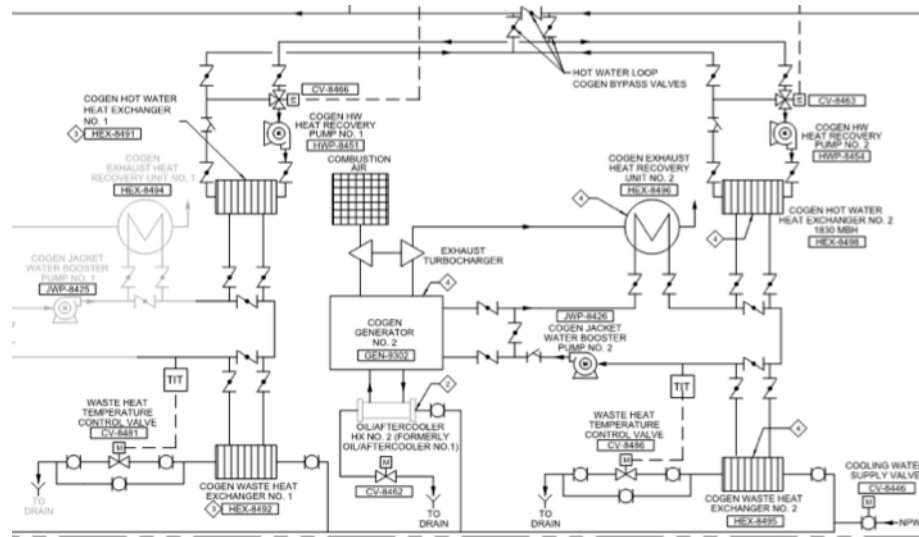 CV-8466
HOT WATER LOOP
COGEN BYPASS VALVES
CV-8463
COGEN HOT WATER
HEAT EXCHANGER
NO. 1
3
HEX-8491
COGEN HW
HEAT RECOVERY
PUMP NO. 1
HWP-8451
COGEN HW
HEAT RECOVERY
PUMP NO. 2
HWP-8454
COGEN
EXHAUST HEAT
RECOVERY UNIT NO. 1
HEX-8494
COMBUSTION
AIR
COGEN EXHAUST
HEAT RECOVERY
UNIT NO. 2
HEX-8496
4
4
COGEN HOT WATER
HEAT EXCHANGER NO. 2
1830 MBH
HEX-8498
EXHAUST
TURBOCHARGER
COGEN JACKET
WATER BOOSTER
PUMP NO. 1
JWP-8425
4
COGEN
GENERATOR
NO. 2
GEN-9302
JWP-8426
COGEN JACKET
WATER BOOSTER
PUMP NO. 2
TIT
TIT
WASTE HEAT
TEMPERATURE
CONTROL VALVE
CV-8481
M
2
OIL/AFTERCOOLER
HX NO. 2 (FORMERLY
OIL/AFTERCOOLER NO.1)
M
CV-8462
WASTE HEAT
TEMPERATURE
CONTROL VALVE
CV-8486
M
4
COOLING WATER
SUPPLY VALVE
CV-8446
M
NPW
TO
DRAIN
COGEN WASTE HEAT
EXCHANGER NO. 1
3
HEX-8492
TO
DRAIN
TO
DRAIN
COGEN WASTE HEAT
EXCHANGER NO. 2
HEX-8495